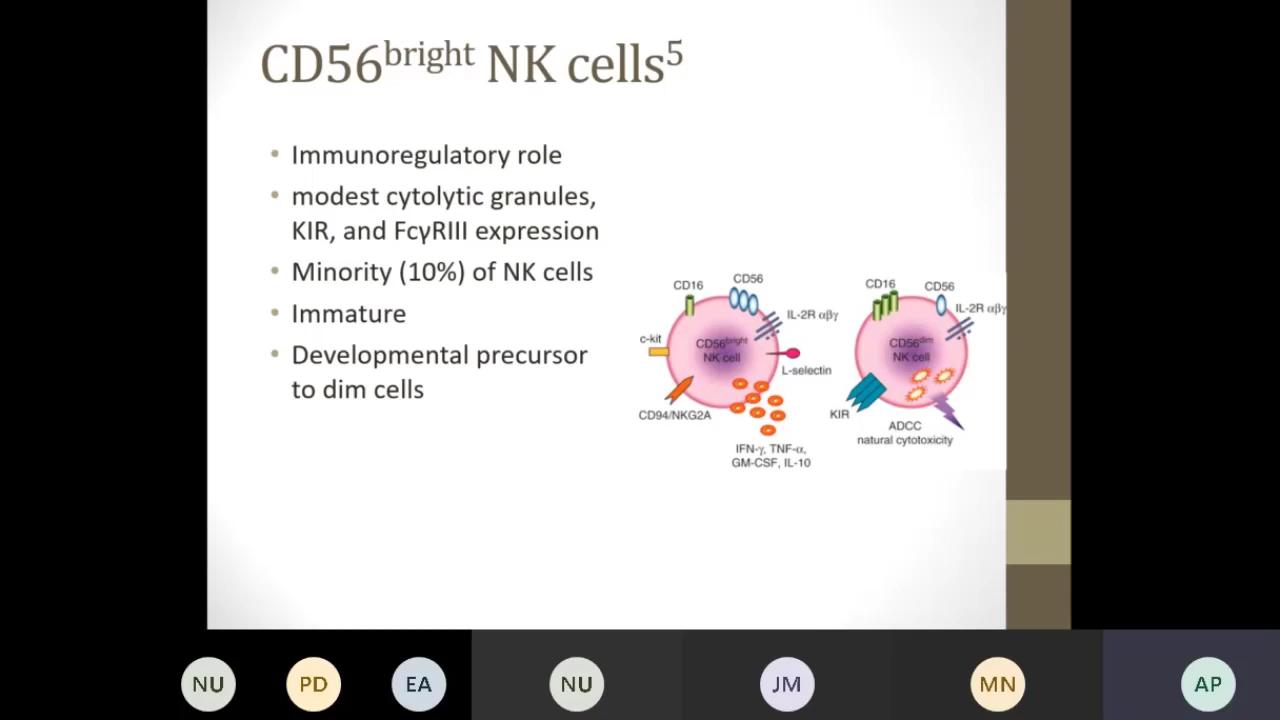 CD56bright NK cells5
• Immunoregulatory role
• modest cytolytic granules,
KIR, and FcγRIII expression
• Minority (10%) of NK cells
• Immature
• Developmental precursor
to dim cells
CD16
CD56
IL-2R αβγ
c-kit
CD56bright
NK cell
L-selectin
CD94/NKG2A
IFN-γ, TNF-α,
GM-CSF, IL-10
CD16
CD56
IL-2R αβγ
CD56dim
NK cell
KIR
ADCC
natural cytotoxicity
NU
PD
EA
NU
JM
MN
AP